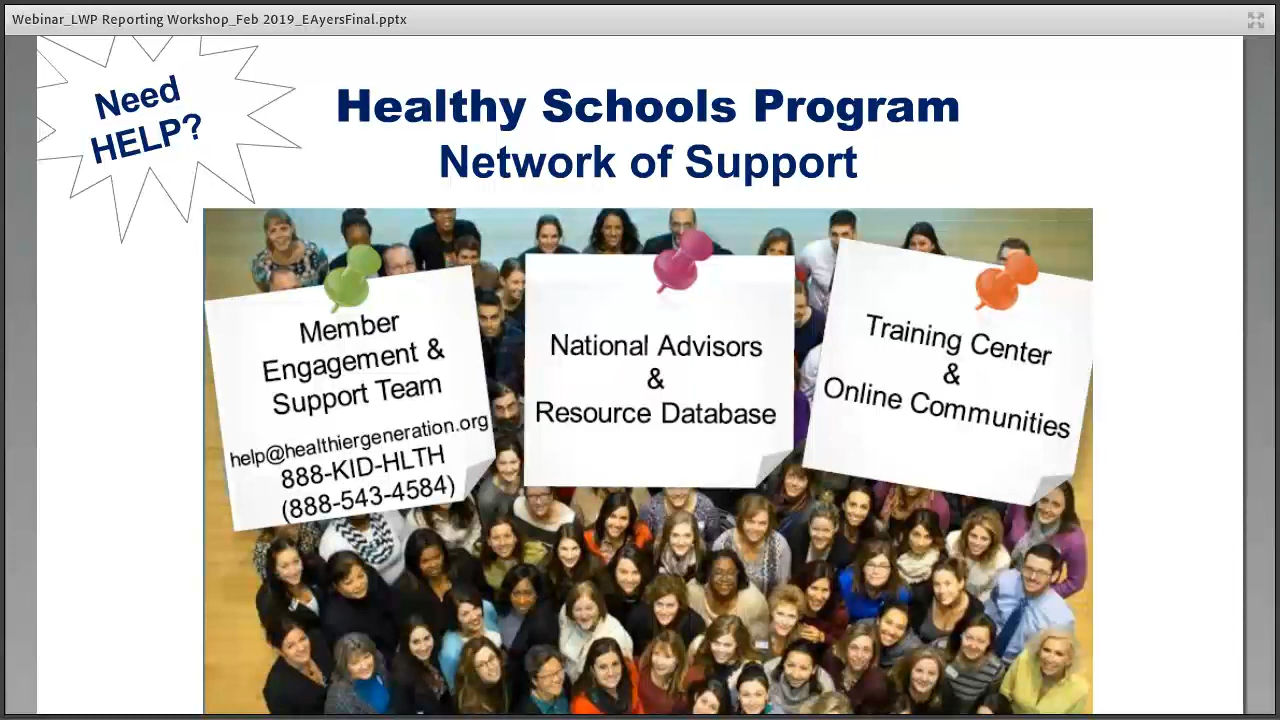 Webinar_LWP Reporting Workshop_Feb 2019_EAyersFinal.pptx
Need
HELP?
Healthy Schools Program
Network of Support
Member
Engagement &
Support Team
help@healthiergeneration.org
888-KID-HLTH
(888-543-4584)
National Advisors
&
Resource Database
Training Center
&
Online Communities